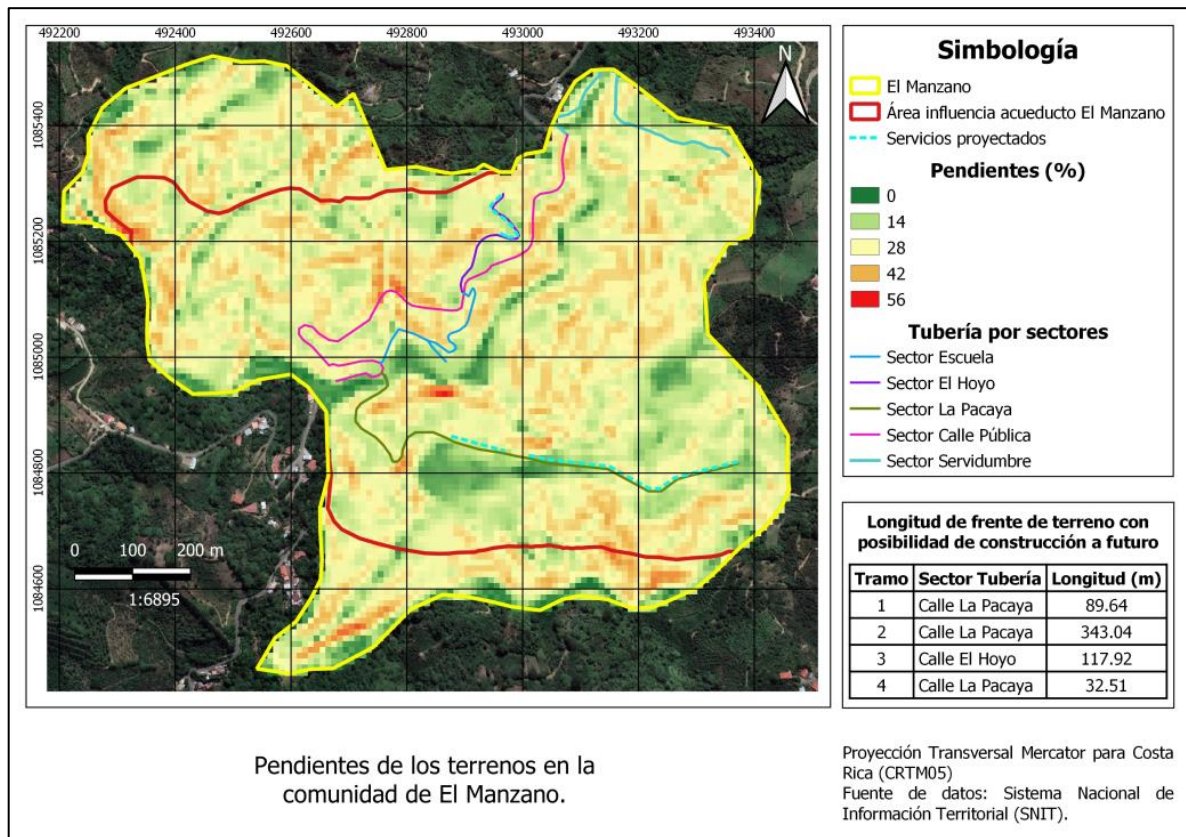 492200 492400 492600 492800 493000 493200 493400
1085400
1085200
1085000
1084800
1084600
N
0 100 200 m
1:6895
Simbología
El Manzano
Área influencia acueducto El Manzano
Servicios proyectados
Pendientes (%)
0
14
28
42
56
Tubería por sectores
Sector Escuela
Sector El Hoyo
Sector La Pacaya
Sector Calle Pública
Sector Servidumbre
Longitud de frente de terreno con
posibilidad de construcción a futuro
Tramo Sector Tubería Longitud (m)
1 Calle La Pacaya 89.64
2 Calle La Pacaya 343.04
3 Calle El Hoyo 117.92
4 Calle La Pacaya 32.51
Pendientes de los terrenos en la
comunidad de El Manzano.
Proyección Transversal Mercator para Costa
Rica (CRTM05)
Fuente de datos: Sistema Nacional de
Información Territorial (SNIT).